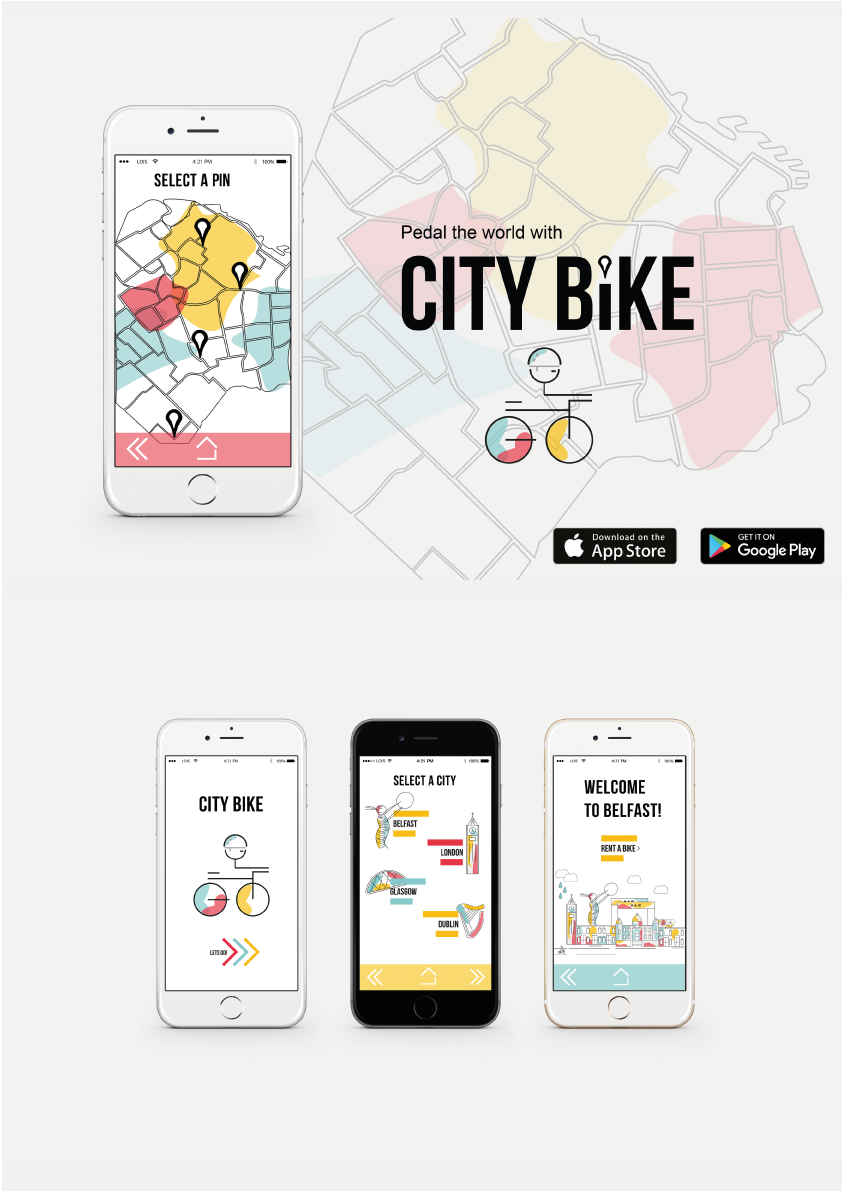 LOIS 4:21 PM 100%
SELECT A PIN
Pedal the world with
CITY BiKE
Download on the
App Store
GET IT ON
Google Play
LOIS 4:21 PM 100%
CITY BIKE
LETS GO!
LOIS 4:21 PM 100%
SELECT A CITY
BELFAST
LONDON
GLASGOW
DUBLIN
LOIS 4:21 PM 100%
WELCOME
TO BELFAST!
RENT A BIKE >